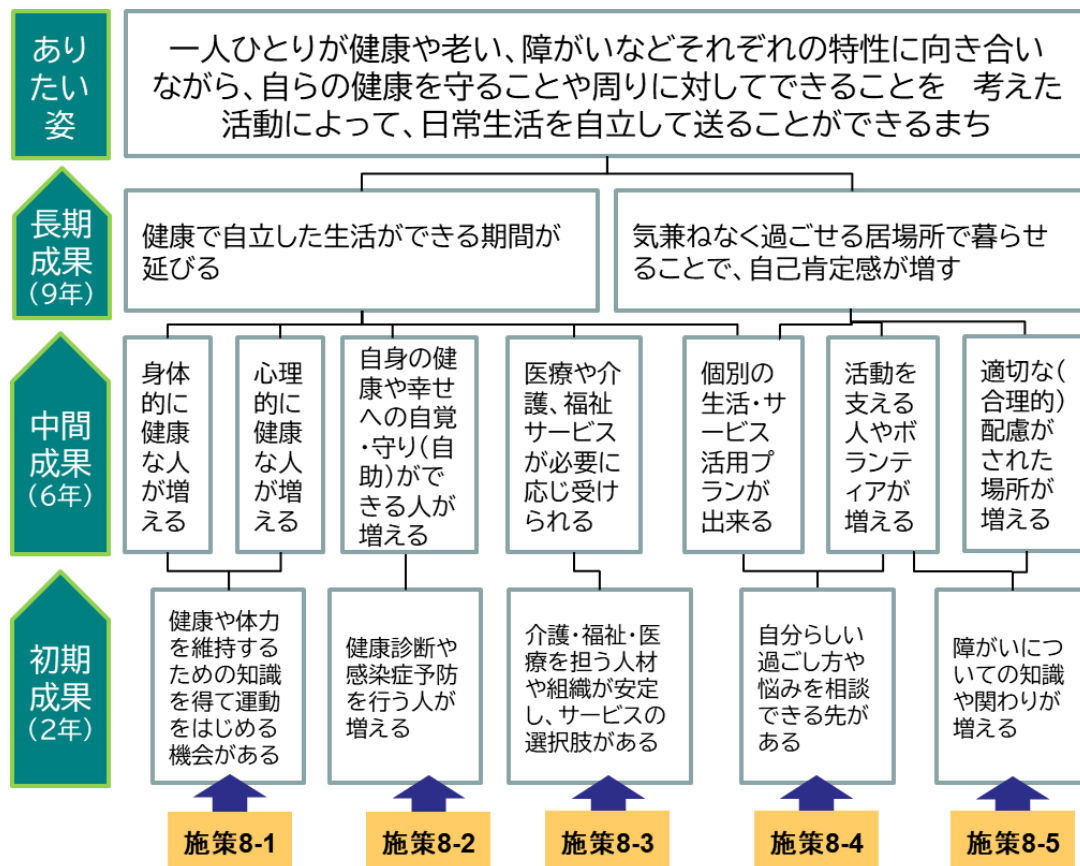 ありたい姿
一人ひとりが健康や老い、障がいなどそれぞれの特性に向き合い
ながら、自らの健康を守ることや周りに対してできることを　考えた
活動によって、日常生活を自立して送ることができるまち
長期
成果
(9年)
健康で自立した生活ができる期間が
延びる
気兼ねなく過ごせる居場所で暮らせ
ることで、自己肯定感が増す
中間
成果
(6年)
身体
的に
健康
な人
が増
える
心理
的に
健康
な人
が増
える
自身の健
康や幸せ
への自覚
・守り(自
助)がで
きる人が
増える
医療や介
護、福祉
サービス
が必要に
応じ受け
られる
個別の
生活・サ
ービス
活用プ
ランが
出来る
活動を
支える
人やボ
ランテ
ィアが
増える
適切な(
合理的)
配慮が
された
場所が
増える
初期
成果
(2年)
健康や体力
を維持する
ための知識
を得て運動
をはじめる
機会がある
健康診断や
感染症予防
を行う人が
増える
介護・福祉・医
療を担う人材
や組織が安定
し、サービスの
選択肢がある
自分らしい
過ごし方や
悩みを相談
できる先が
ある
障がいにつ
いての知識
や関わりが
増える
施策8-1
施策8-2
施策8-3
施策8-4
施策8-5